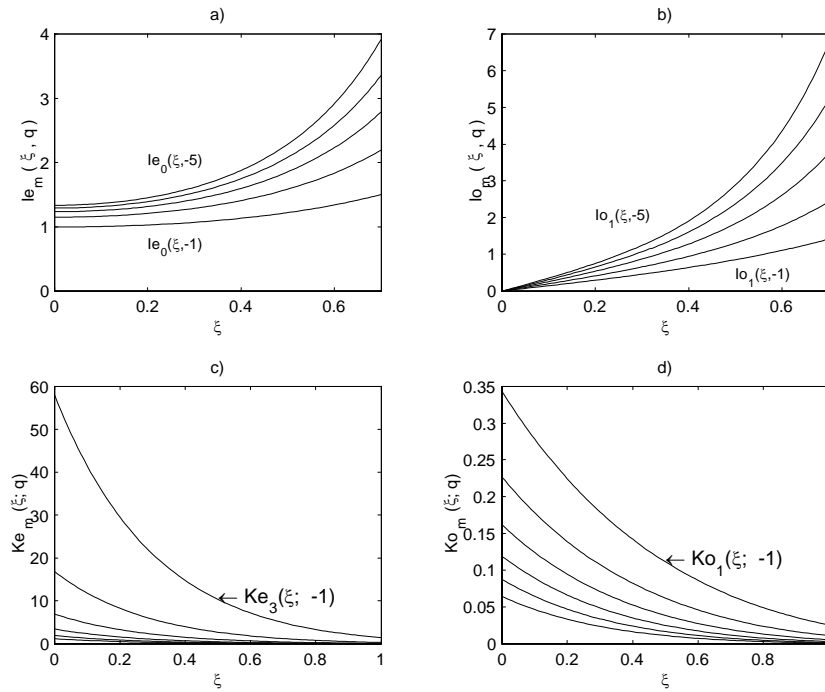 a)
Ie_m ( ξ , q )
4
3
2
1
0
Ie_0(ξ,-5)
Ie_0(ξ,-1)
0 0.2 0.4 0.6
ξ
b)
Io_m ( ξ , q )
7
6
5
4
3
2
1
0
Io_1(ξ,-5)
Io_1(ξ,-1)
0 0.2 0.4 0.6
ξ
c)
Ke_m (ξ; q)
60
50
40
30
20
10
0
← Ke_3(ξ; -1)
0 0.2 0.4 0.6 0.8 1
ξ
d)
Ko_m (ξ; q)
0.35
0.3
0.25
0.2
0.15
0.1
0.05
0
← Ko_1(ξ; -1)
0 0.2 0.4 0.6 0.8
ξ